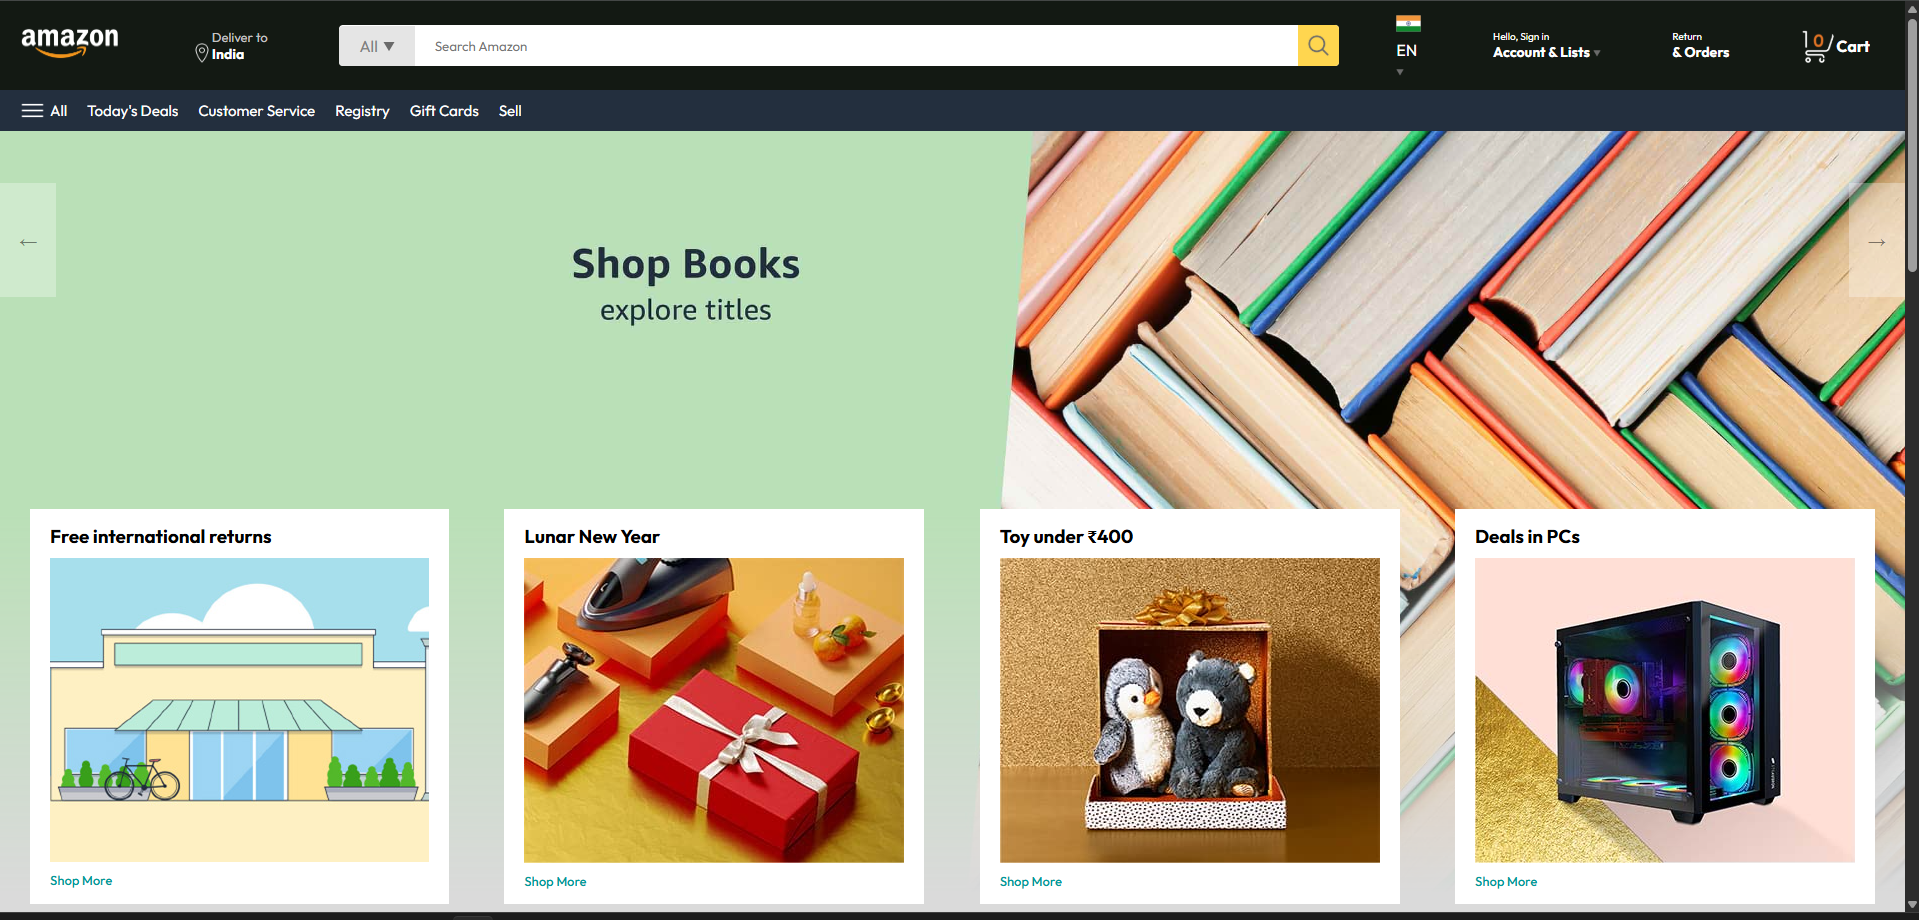 amazon
Deliver to
India
All ▼
Search Amazon
EN
Hello, Sign in
Account & Lists
Return
& Orders
0
Cart
All
Today's Deals
Customer Service
Registry
Gift Cards
Sell
←
→
Shop Books
explore titles
Free international returns
Shop More
Lunar New Year
Shop More
Toy under ₹400
Shop More
Deals in PCs
Shop More